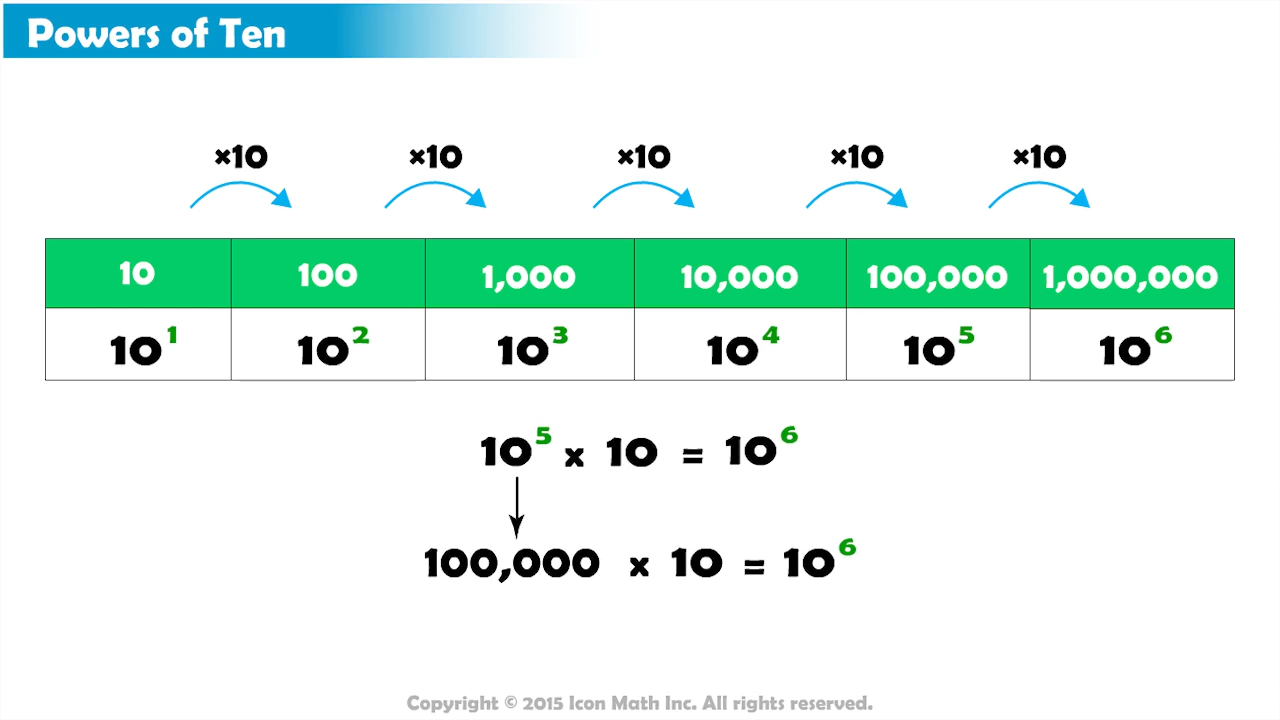 Powers of Ten
×10 ×10 ×10 ×10 ×10
10 100 1,000 10,000 100,000 1,000,000
10¹ 10² 10³ 10⁴ 10⁵ 10⁶
10⁵ x 10 = 10⁶
100,000 x 10 = 10⁶
Copyright © 2015 Icon Math Inc. All rights reserved.